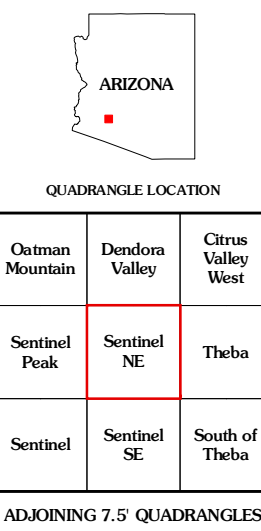 ARIZONA
QUADRANGLE LOCATION
Oatman
Mountain
Dendora
Valley
Citrus
Valley
West
Sentinel
Peak
Sentinel
NE
Theba
Sentinel
Sentinel
SE
South of
Theba
ADJOINING 7.5' QUADRANGLES